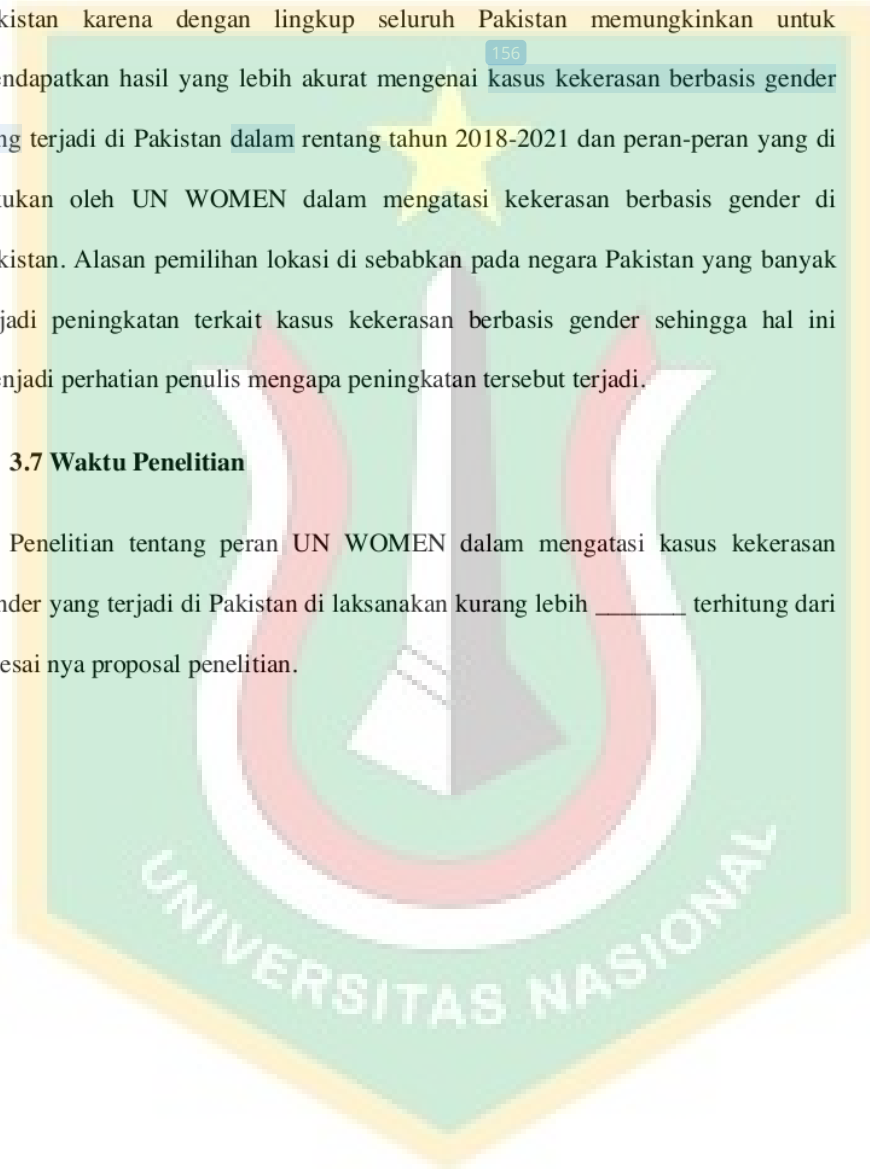 kistan karena dengan lingkup seluruh Pakistan memungkinkan untuk
156
endapatkan hasil yang lebih akurat mengenai kasus kekerasan berbasis gender
ng terjadi di Pakistan dalam rentang tahun 2018-2021 dan peran-peran yang di
kukan oleh UN WOMEN dalam mengatasi kekerasan berbasis gender di
kistan. Alasan pemilihan lokasi di sebabkan pada negara Pakistan yang banyak
jadi peningkatan terkait kasus kekerasan berbasis gender sehingga hal ini
enjadi perhatian penulis mengapa peningkatan tersebut terjadi.
3.7 Waktu Penelitian
Penelitian tentang peran UN WOMEN dalam mengatasi kasus kekerasan
nder yang terjadi di Pakistan di laksanakan kurang lebih _______ terhitung dari
esai nya proposal penelitian.
UNIVERSITAS NASIONAL